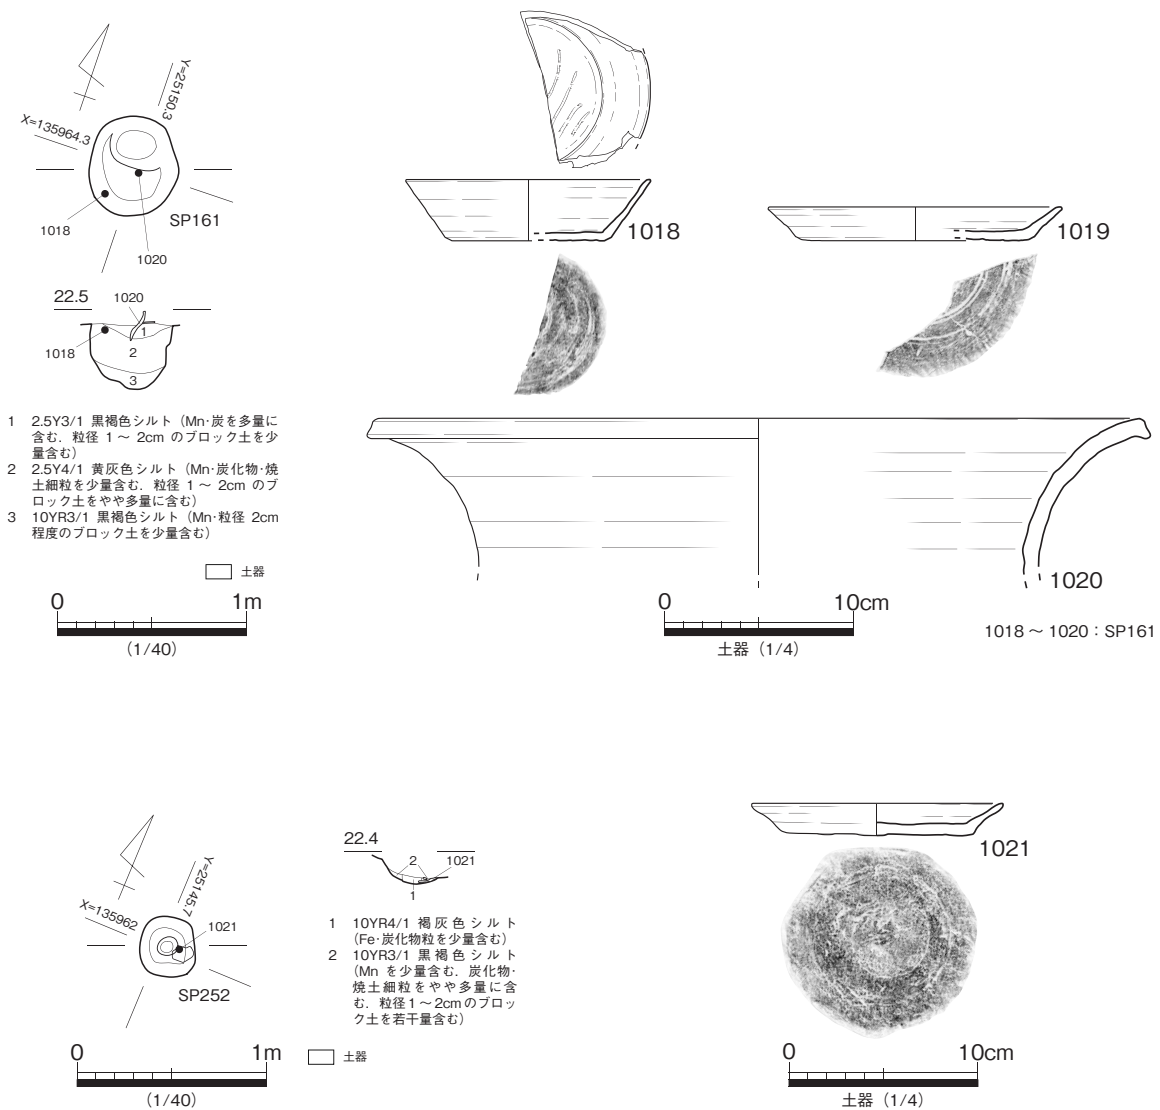 Y=25150.3
X=135964.3
SP161
1018
1020
22.5
1020
1018
1
2
3
1 2.5Y3/1 黒褐色シルト（Mn･炭を多量に
含む．粒径 1 ～ 2cm のブロック土を少
量含む）
2 2.5Y4/1 黄灰色シルト（Mn･炭化物･焼
土細粒を少量含む．粒径 1 ～ 2cm のブ
ロック土をやや多量に含む）
3 10YR3/1 黒褐色シルト（Mn･粒径 2cm
程度のブロック土を少量含む）
土器
0 1m
(1/40)
1018
1019
1020
0 10cm
土器（1/4）
1018 ～ 1020：SP161
Y=25145.7
X=135962
1021
SP252
0 1m
(1/40)
22.4
2
1021
1
1 10YR4/1 褐灰色シルト
（Fe･炭化物粒を少量含む）
2 10YR3/1 黒褐色シルト
（Mn を少量含む．炭化物･
焼土細粒をやや多量に含
む．粒径1～2cmのブロッ
ク土を若干量含む）
土器
1021
0 10cm
土器（1/4）